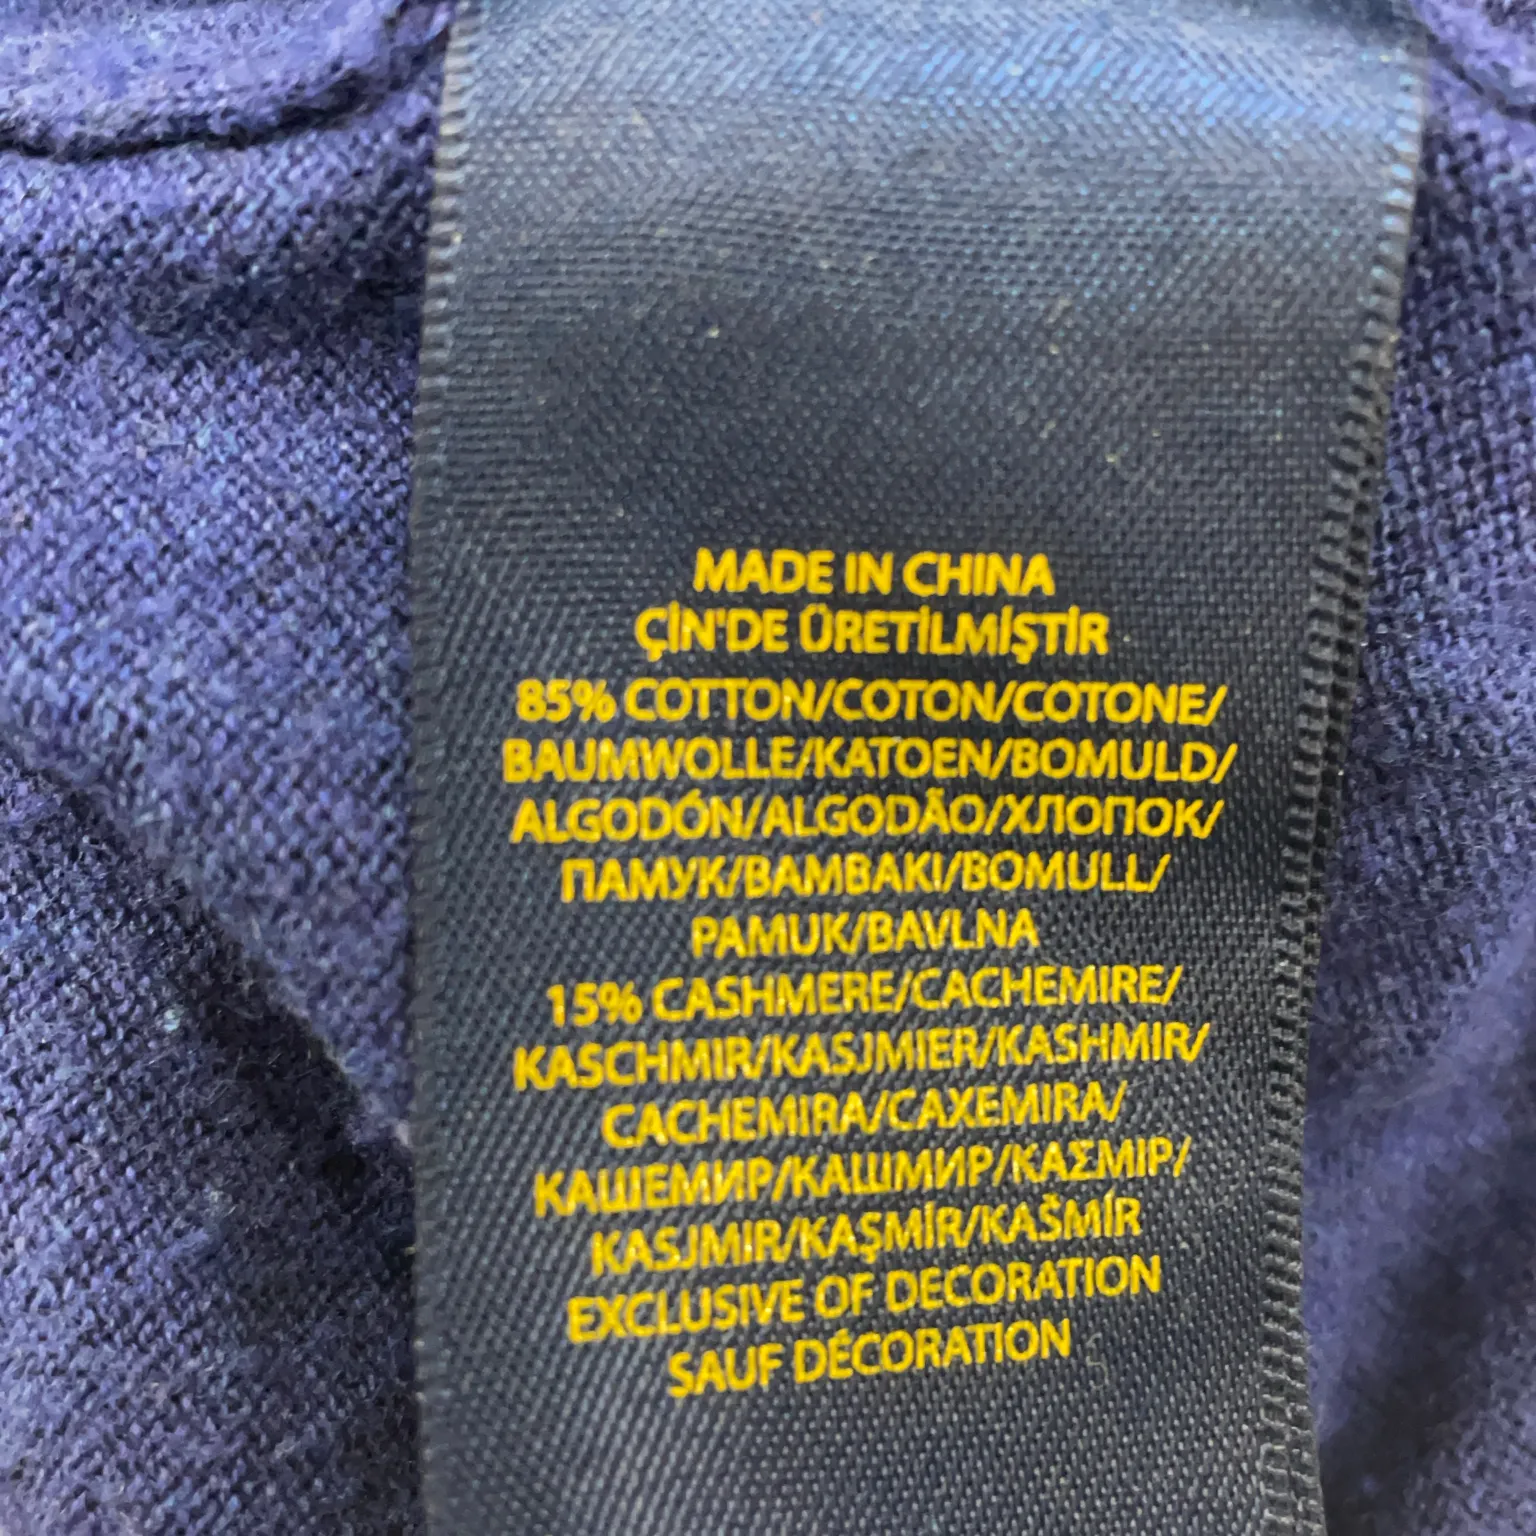 MADE IN CHINA
ÇİN'DE ÜRETİLMİŞTİR
85% COTTON/COTON/COTONE/
BAUMWOLLE/KATOEN/BOMULD/
ALGODÓN/ALGODÃO/ХЛОПОК/
ПАМУК/ΒΑΜΒΑΚΙ/BOMULL/
PAMUK/BAVLNA
15% CASHMERE/CACHEMIRE/
KASCHMIR/KASJMIER/KASHMIR/
CACHEMIRA/CAXEMIRA/
КАШЕМИР/КАШМИР/ΚΑΣΜΙΡ/
KASJMIR/KAŞMİR/KAŠMÍR
EXCLUSIVE OF DECORATION
SAUF DÉCORATION